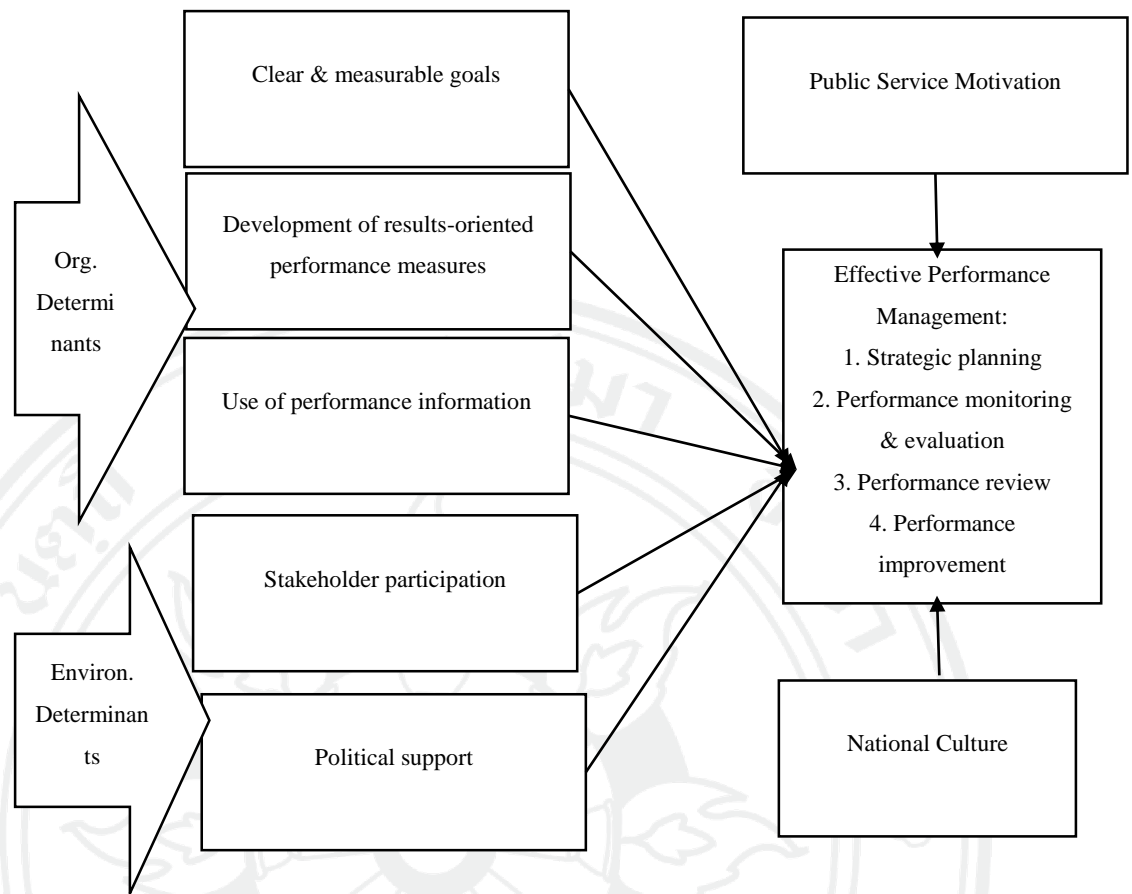 Clear & measurable goals
Public Service Motivation
Org.
Determi
nants
Development of results-oriented
performance measures
Use of performance information
Effective Performance
Management:
1. Strategic planning
2. Performance monitoring
& evaluation
3. Performance review
4. Performance
improvement
Environ.
Determinan
ts
Stakeholder participation
Political support
National Culture